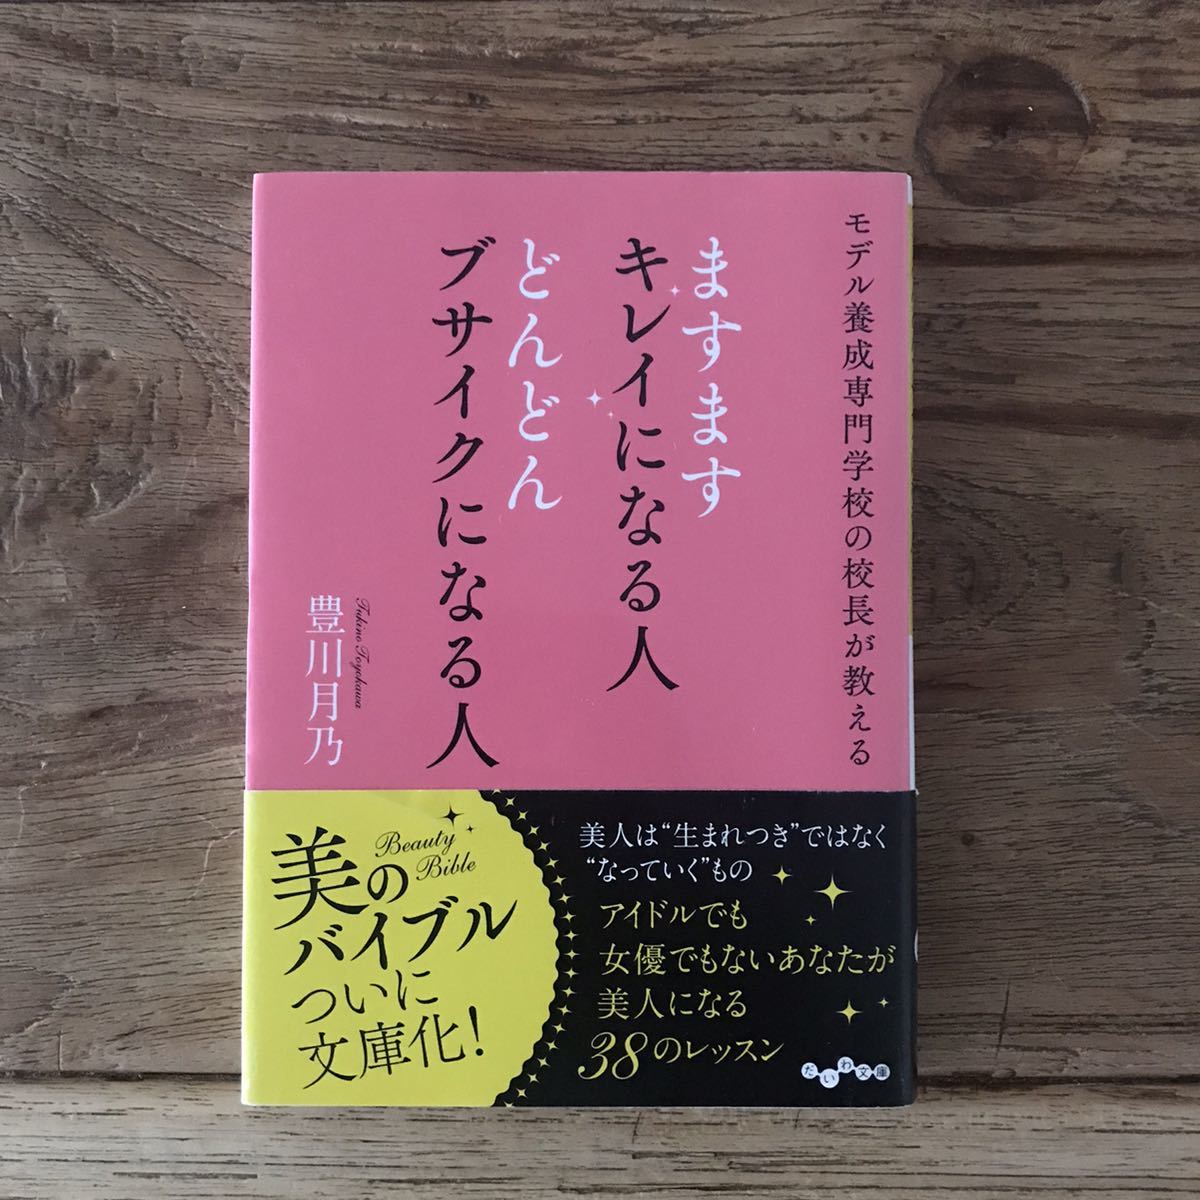 モデル養成専門学校の校長が教える
ますます
キレイになる人
どんどん
ブサイクになる人
Tukino Toyokawa
豊川月乃
Beauty
Bible
美の
バイブル
ついに
文庫化!
美人は“生まれつき”ではなく
“なっていく”もの
アイドルでも
女優でもないあなたが
美人になる
38のレッスン
だいわ文庫